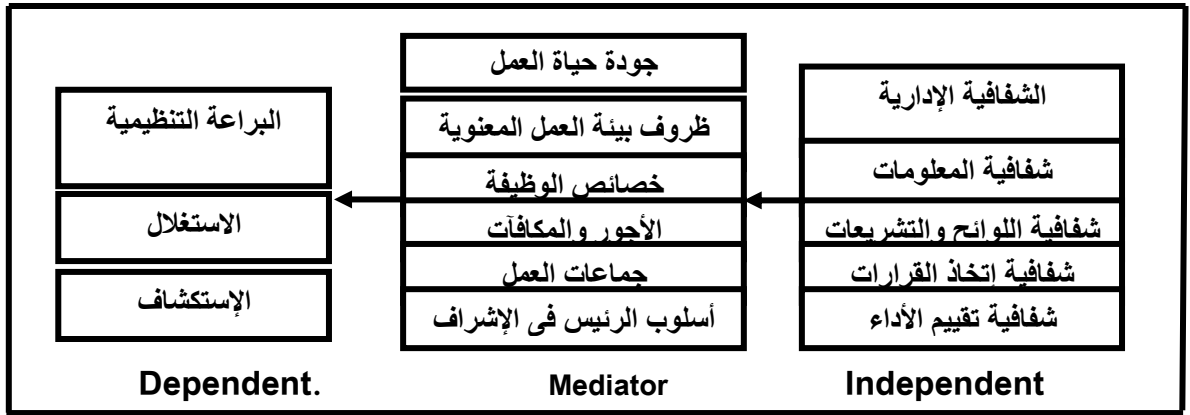 الشفافية الإدارية
شفافية المعلومات
شفافية اللوائح والتشريعات
شفافية إتخاذ القرارات
شفافية تقييم الأداء
Independent
جودة حياة العمل
ظروف بيئة العمل المعنوية
خصائص الوظيفة
الأجور والمكافآت
جماعات العمل
أسلوب الرئيس فى الإشراف
Mediator
البراعة التنظيمية
الاستغلال
الإستكشاف
Dependent.